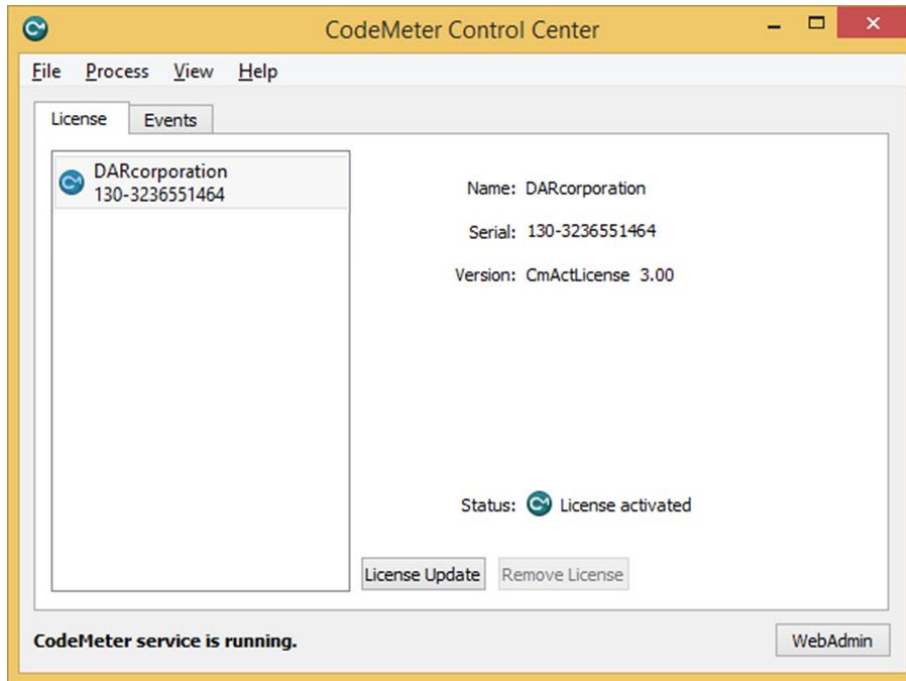 CodeMeter Control Center
File Process View Help
License Events
DARcorporation
130-3236551464
Name: DARcorporation
Serial: 130-3236551464
Version: CmActLicense 3.00
Status: License activated
License Update Remove License
CodeMeter service is running.
WebAdmin